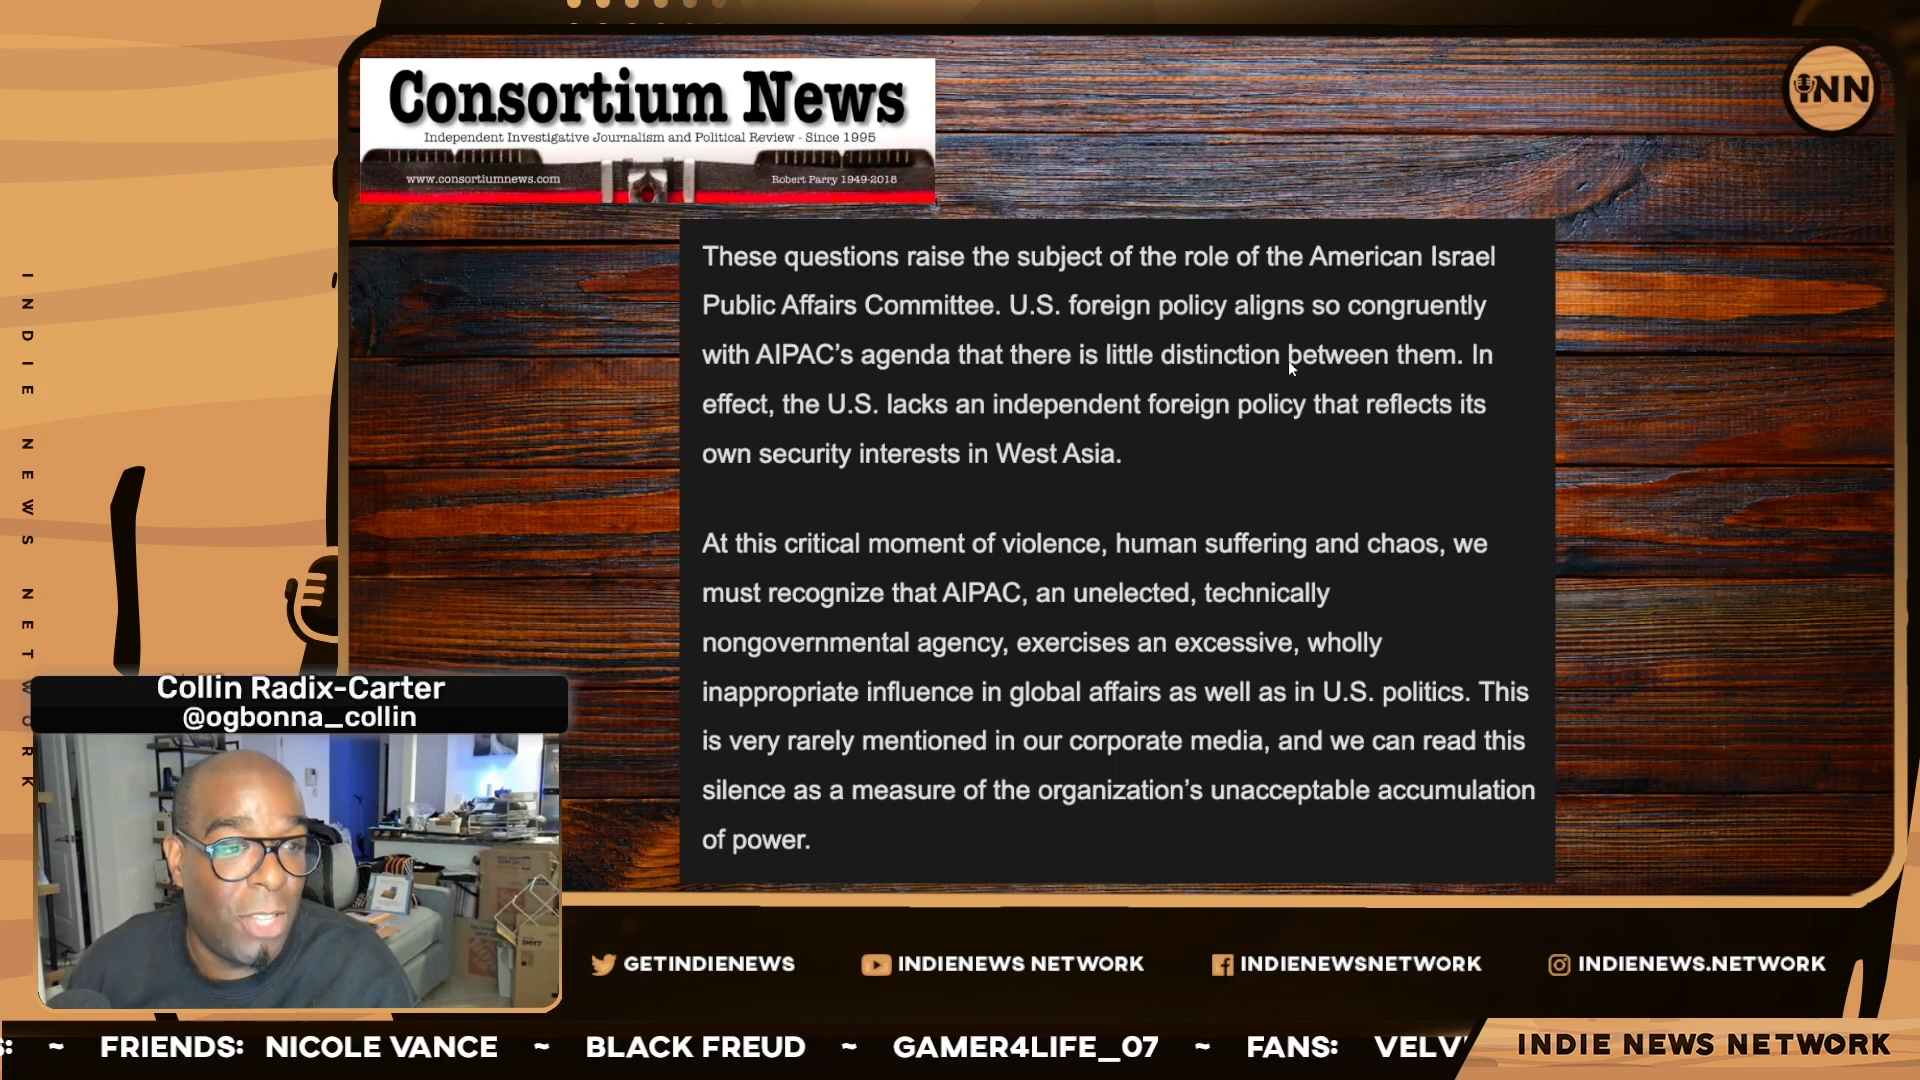 Consortium News
Independent Investigative Journalism and Political Review - Since 1995
www.consortiumnews.com
Robert Parry 1949-2018
iNN
These questions raise the subject of the role of the American Israel
Public Affairs Committee. U.S. foreign policy aligns so congruently
with AIPAC’s agenda that there is little distinction between them. In
effect, the U.S. lacks an independent foreign policy that reflects its
own security interests in West Asia.
At this critical moment of violence, human suffering and chaos, we
must recognize that AIPAC, an unelected, technically
nongovernmental agency, exercises an excessive, wholly
inappropriate influence in global affairs as well as in U.S. politics. This
is very rarely mentioned in our corporate media, and we can read this
silence as a measure of the organization’s unacceptable accumulation
of power.
INDIE NEWS NETWORK
Collin Radix-Carter
@ogbonna_collin
GETINDIENEWS
INDIENEWS NETWORK
INDIENEWSNETWORK
INDIENEWS.NETWORK
~ FRIENDS: NICOLE VANCE ~ BLACK FREUD ~ GAMER4LIFE_07 ~ FANS:
INDIE NEWS NETWORK